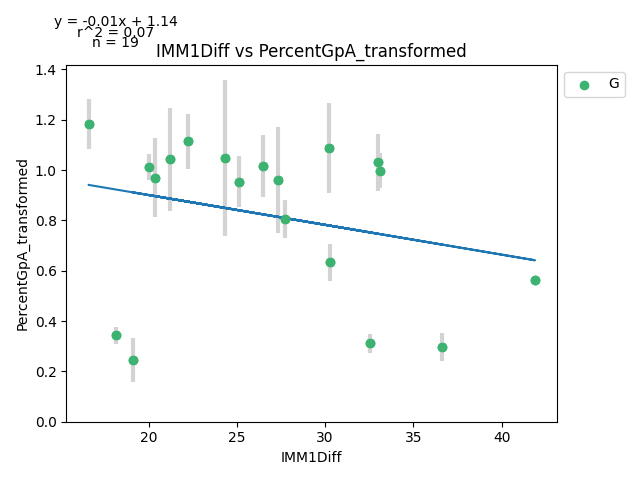 y = -0.01x + 1.14
r^2 = 0.07
n = 19
IMM1Diff vs PercentGpA_transformed
G
PercentGpA_transformed
1.4
1.2
1.0
0.8
0.6
0.4
0.2
0.0
20 25 30 35 40
IMM1Diff